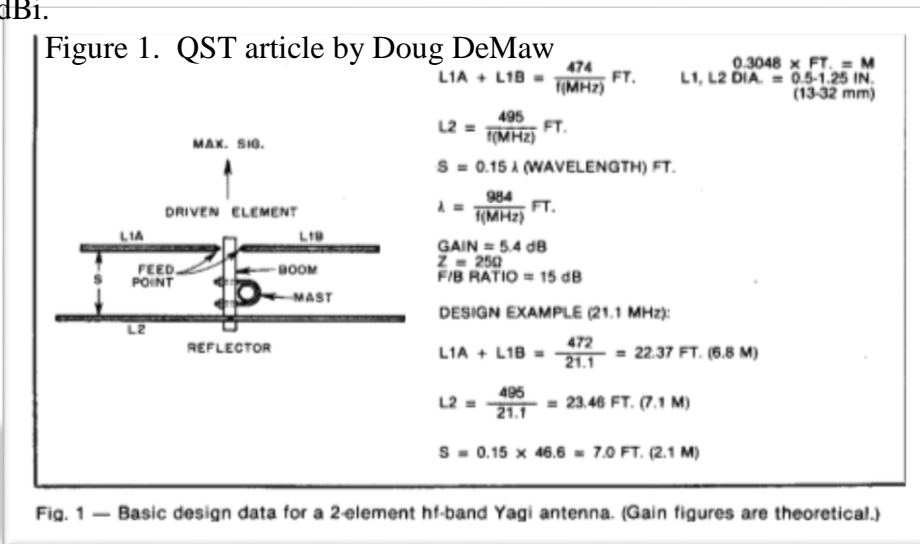 dBi.
Figure 1. QST article by Doug DeMaw
L1A + L1B = 474/f(MHz) FT.
0.3048 x FT. = M
L1, L2 DIA. = 0.5-1.25 IN.
(13-32 mm)
L2 = 495/f(MHz) FT.
S = 0.15 λ (WAVELENGTH) FT.
λ = 984/f(MHz) FT.
GAIN = 5.4 dB
Z = 25Ω
F/B RATIO = 15 dB
DESIGN EXAMPLE (21.1 MHz):
L1A + L1B = 472/21.1 = 22.37 FT. (6.8 M)
L2 = 495/21.1 = 23.46 FT. (7.1 M)
S = 0.15 x 46.6 = 7.0 FT. (2.1 M)
MAX. SIG.
DRIVEN ELEMENT
L1A
L1B
FEED
POINT
BOOM
S
MAST
L2
REFLECTOR
Fig. 1 — Basic design data for a 2-element hf-band Yagi antenna. (Gain figures are theoretical.)